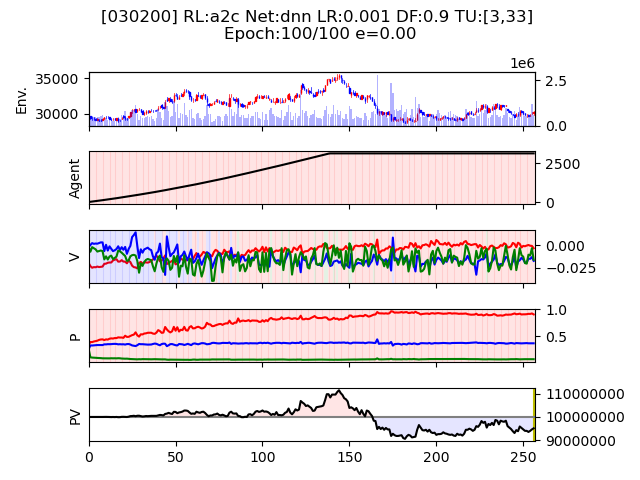 [030200] RL:a2c Net:dnn LR:0.001 DF:0.9 TU:[3,33]
Epoch:100/100 e=0.00
1e6
Env.
35000
30000
2.5
0.0
Agent
2500
0
V
0.000
−0.025
P
1.0
0.5
PV
110000000
100000000
90000000
0
50
100
150
200
250